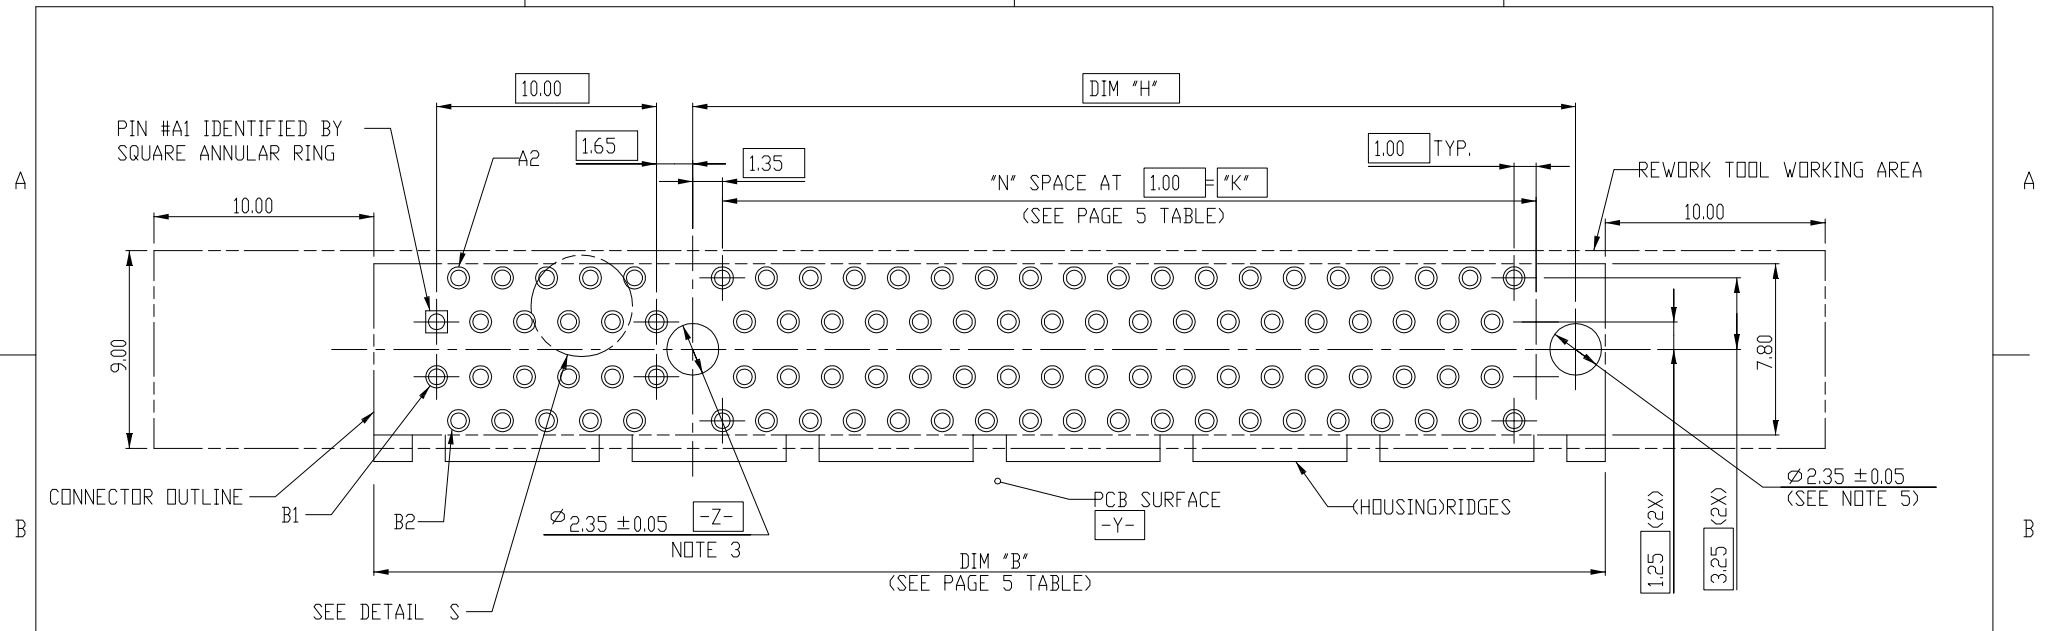 10.00
DIM "H"
PIN #A1 IDENTIFIED BY
SQUARE ANNULAR RING
A2
1.65
1.35
1.00 TYP.
"N" SPACE AT 1.00 = "K"
(SEE PAGE 5 TABLE)
REWORK TOOL WORKING AREA
A
A
10.00
10.00
9.00
7.80
CONNECTOR OUTLINE
B1
B2
Ø 2.35 ±0.05 -Z-
NOTE 3
PCB SURFACE
-Y-
(HOUSING)RIDGES
Ø 2.35 ±0.05
(SEE NOTE 5)
1.25 (2X)
3.25 (2X)
B
B
DIM "B"
(SEE PAGE 5 TABLE)
SEE DETAIL S